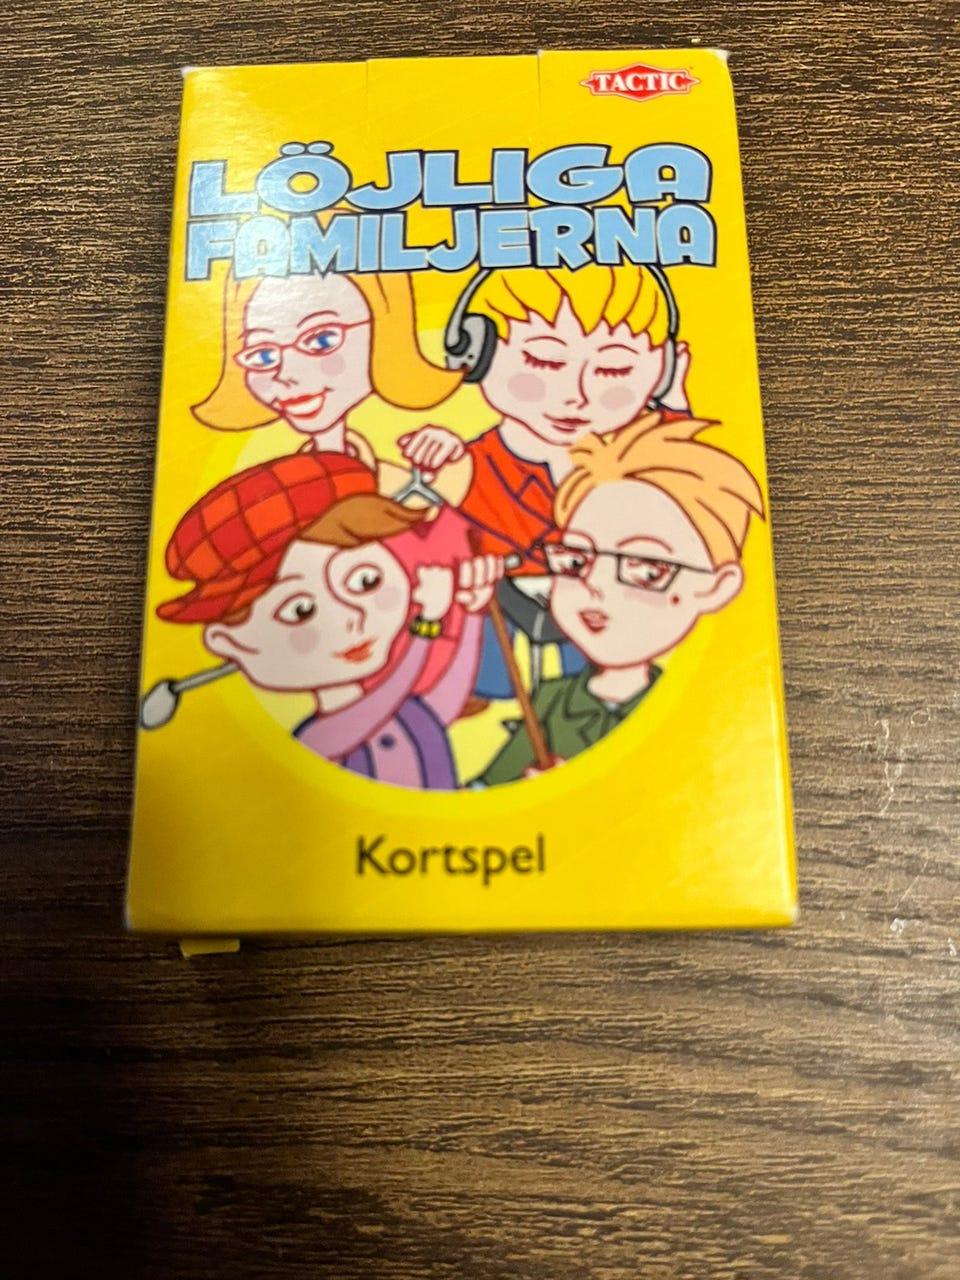 TACTIC
LÖJLIGA
FAMILJERNA
Kortspel